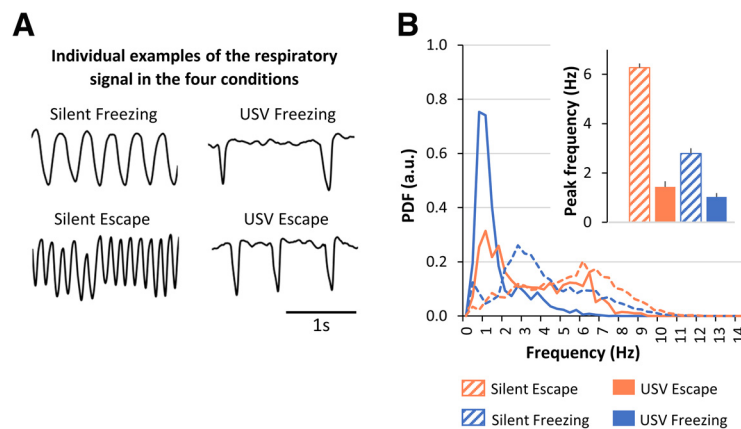 A
Individual examples of the respiratory
signal in the four conditions
Silent Freezing
USV Freezing
Silent Escape
USV Escape
1s
B
PDF (a.u.)
1.0
0.8
0.6
0.4
0.2
0.0
0 1 2 3 4 5 6 7 8 9 10 11 12 13 14
Frequency (Hz)
Peak frequency (Hz)
6
4
2
0
Silent Escape
USV Escape
Silent Freezing
USV Freezing